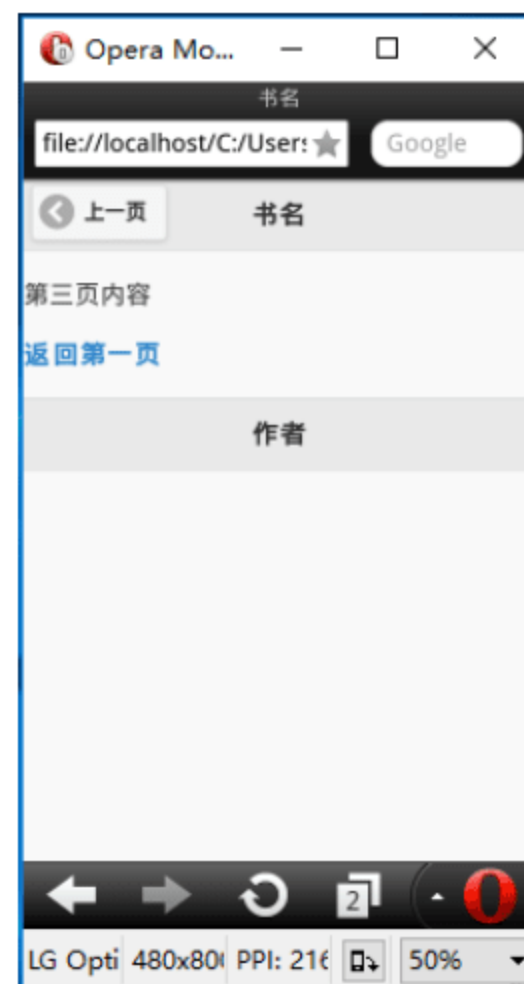 Opera Mo...
书名
file://localhost/C:/Users
Google
上一页
书名
第三页内容
返回第一页
作者
2
LG Opti 480x80 PPI: 216 50%